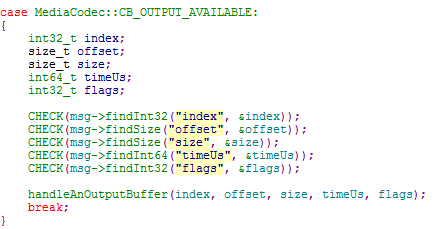 case MediaCodec::CB_OUTPUT_AVAILABLE:
{
    int32_t index;
    size_t offset;
    size_t size;
    int64_t timeUs;
    int32_t flags;

    CHECK(msg->findInt32("index", &index));
    CHECK(msg->findSize("offset", &offset));
    CHECK(msg->findSize("size", &size));
    CHECK(msg->findInt64("timeUs", &timeUs));
    CHECK(msg->findInt32("flags", &flags));

    handleAnOutputBuffer(index, offset, size, timeUs, flags);
    break;
}